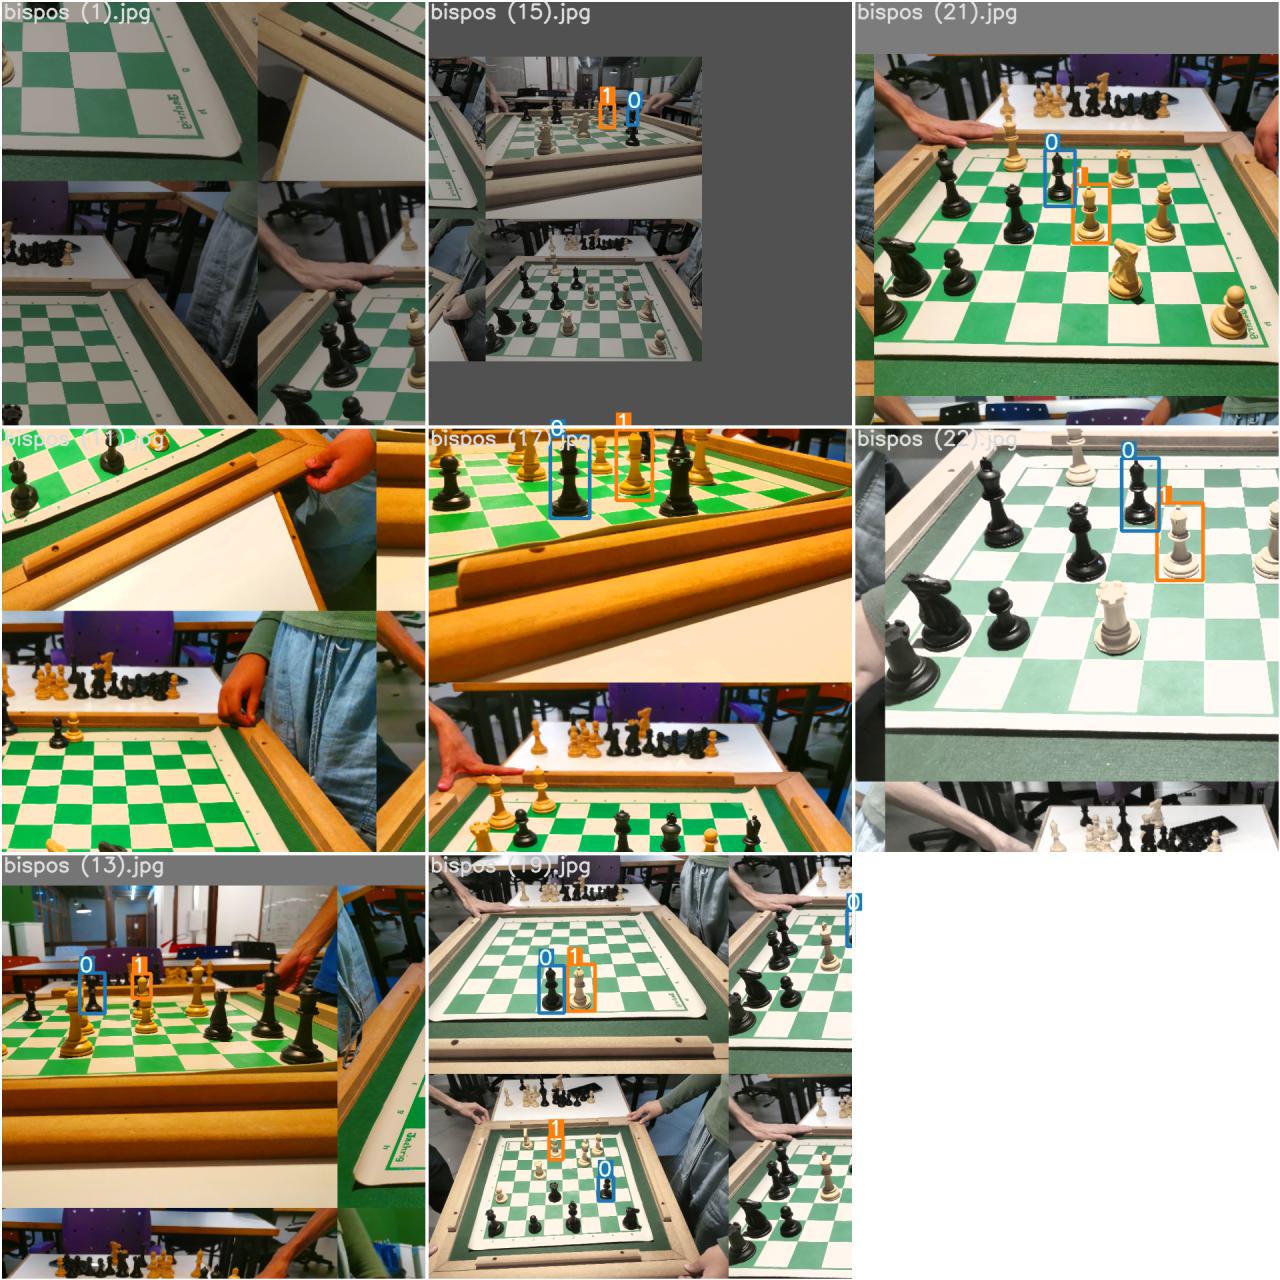 bispos (1).jpg
bispos (15).jpg
bispos (21).jpg
1
0
0
1
bispos (11).jpg
bispos (17).jpg
bispos (22).jpg
0
1
0
1
bispos (13).jpg
bispos (19).jpg
0
1
0
1
0
1
0